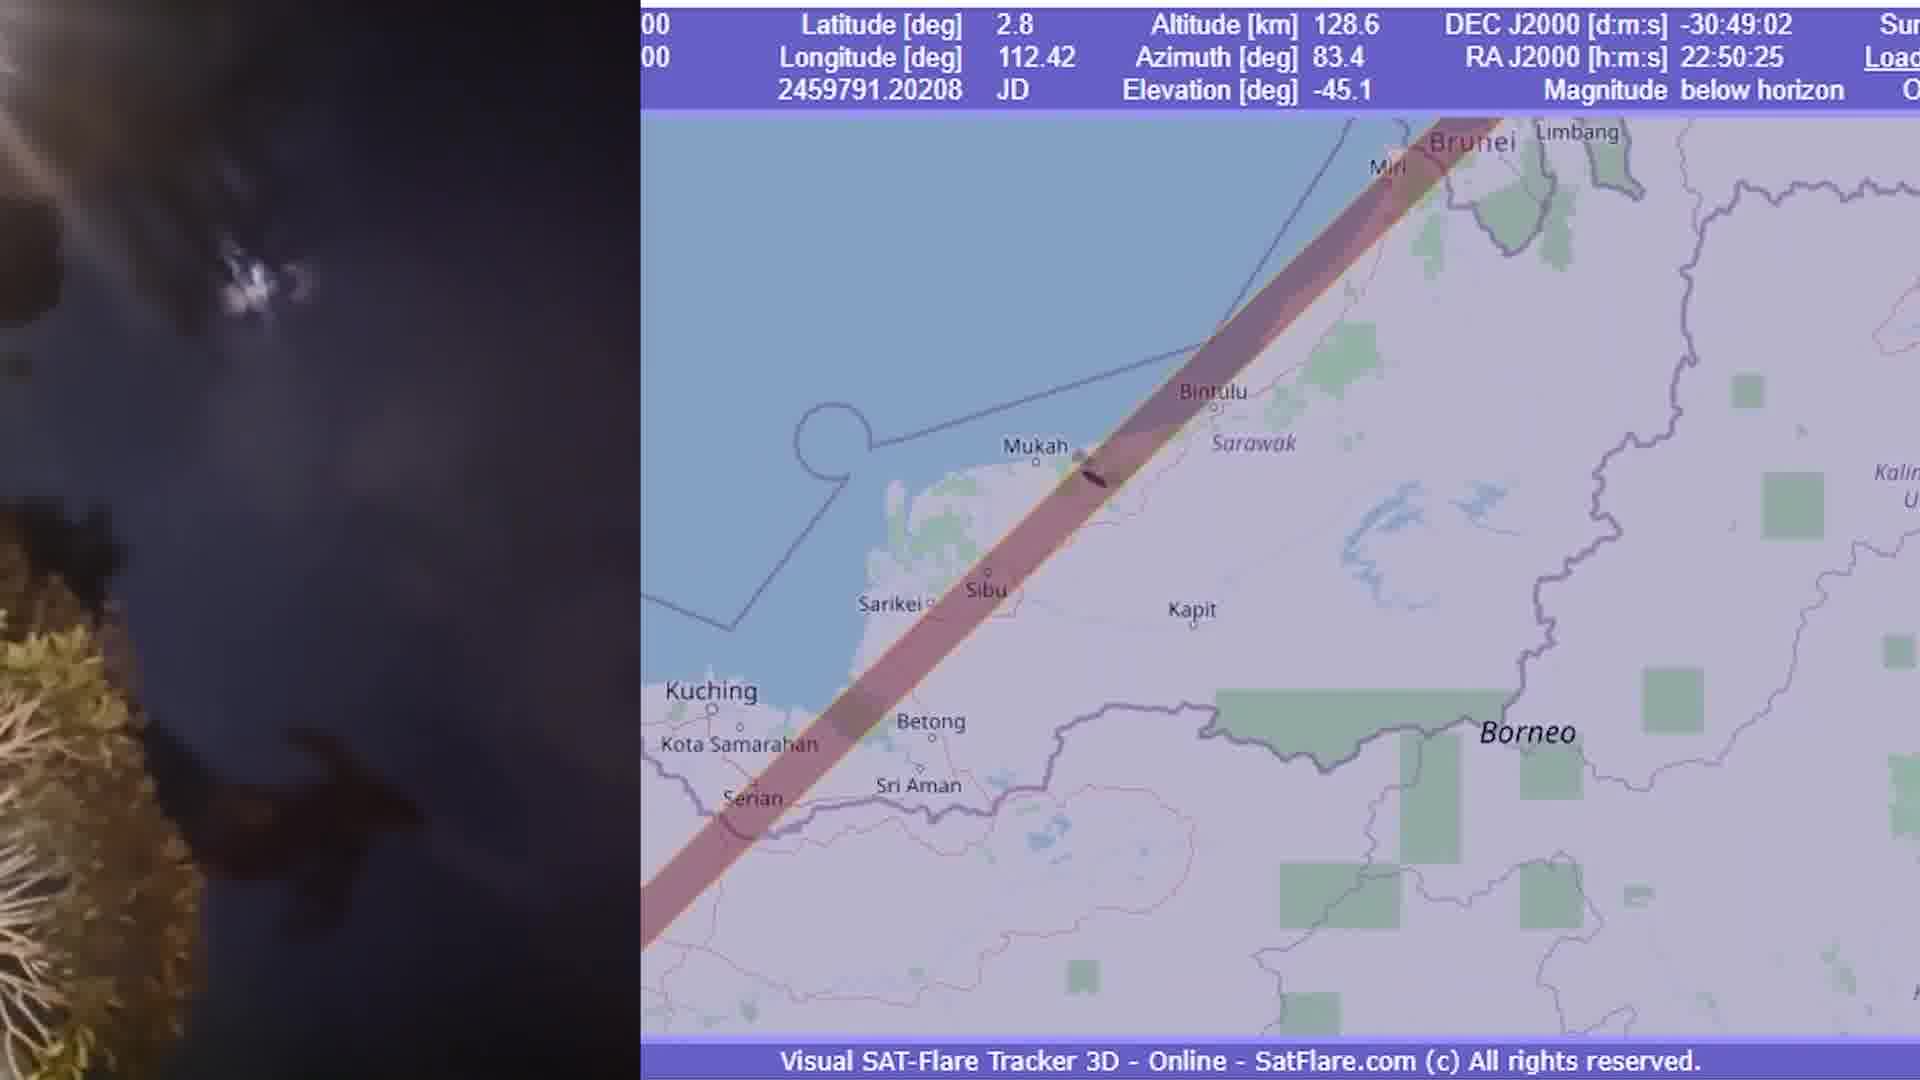 00 Latitude [deg] 2.8 Altitude [km] 128.6 DEC J2000 [d:m:s] -30:49:02 Sun
00 Longitude [deg] 112.42 Azimuth [deg] 83.4 RA J2000 [h:m:s] 22:50:25 Load
2459791.20208 JD Elevation [deg] -45.1 Magnitude below horizon O
Brunei Limbang
Miri
Bintulu
Mukah
Sarawak
Kalim
U
Sibu
Sarikei
Kapit
Kuching
Betong
Borneo
Kota Samarahan
Sri Aman
Serian
Visual SAT-Flare Tracker 3D - Online - SatFlare.com (c) All rights reserved.